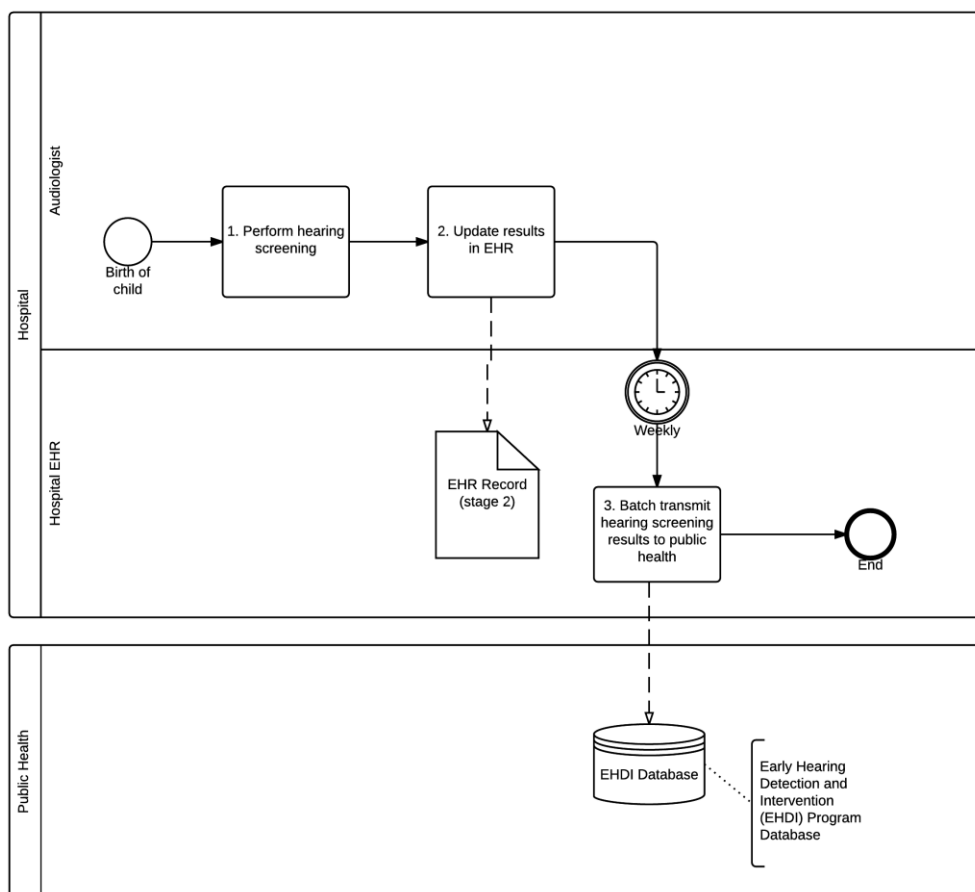 Hospital
Audiologist
Birth of
child
1. Perform hearing
screening
2. Update results
in EHR
Hospital EHR
EHR Record
(stage 2)
Weekly
3. Batch transmit
hearing screening
results to public
health
End
Public Health
EHDI Database
Early Hearing
Detection and
Intervention
(EHDI) Program
Database